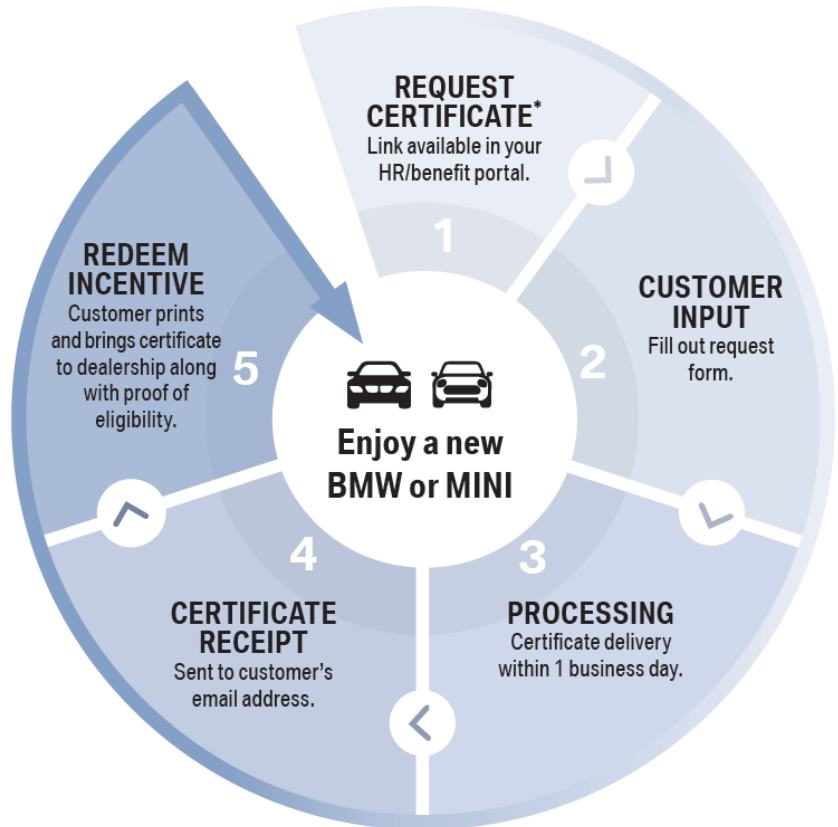 REQUEST
CERTIFICATE*
Link available in your
HR/benefit portal.
1
CUSTOMER
INPUT
Fill out request
form.
2
PROCESSING
Certificate delivery
within 1 business day.
3
CERTIFICATE
RECEIPT
Sent to customer’s
email address.
4
REDEEM
INCENTIVE
Customer prints
and brings certificate
to dealership along
with proof of
eligibility.
5
Enjoy a new
BMW or MINI